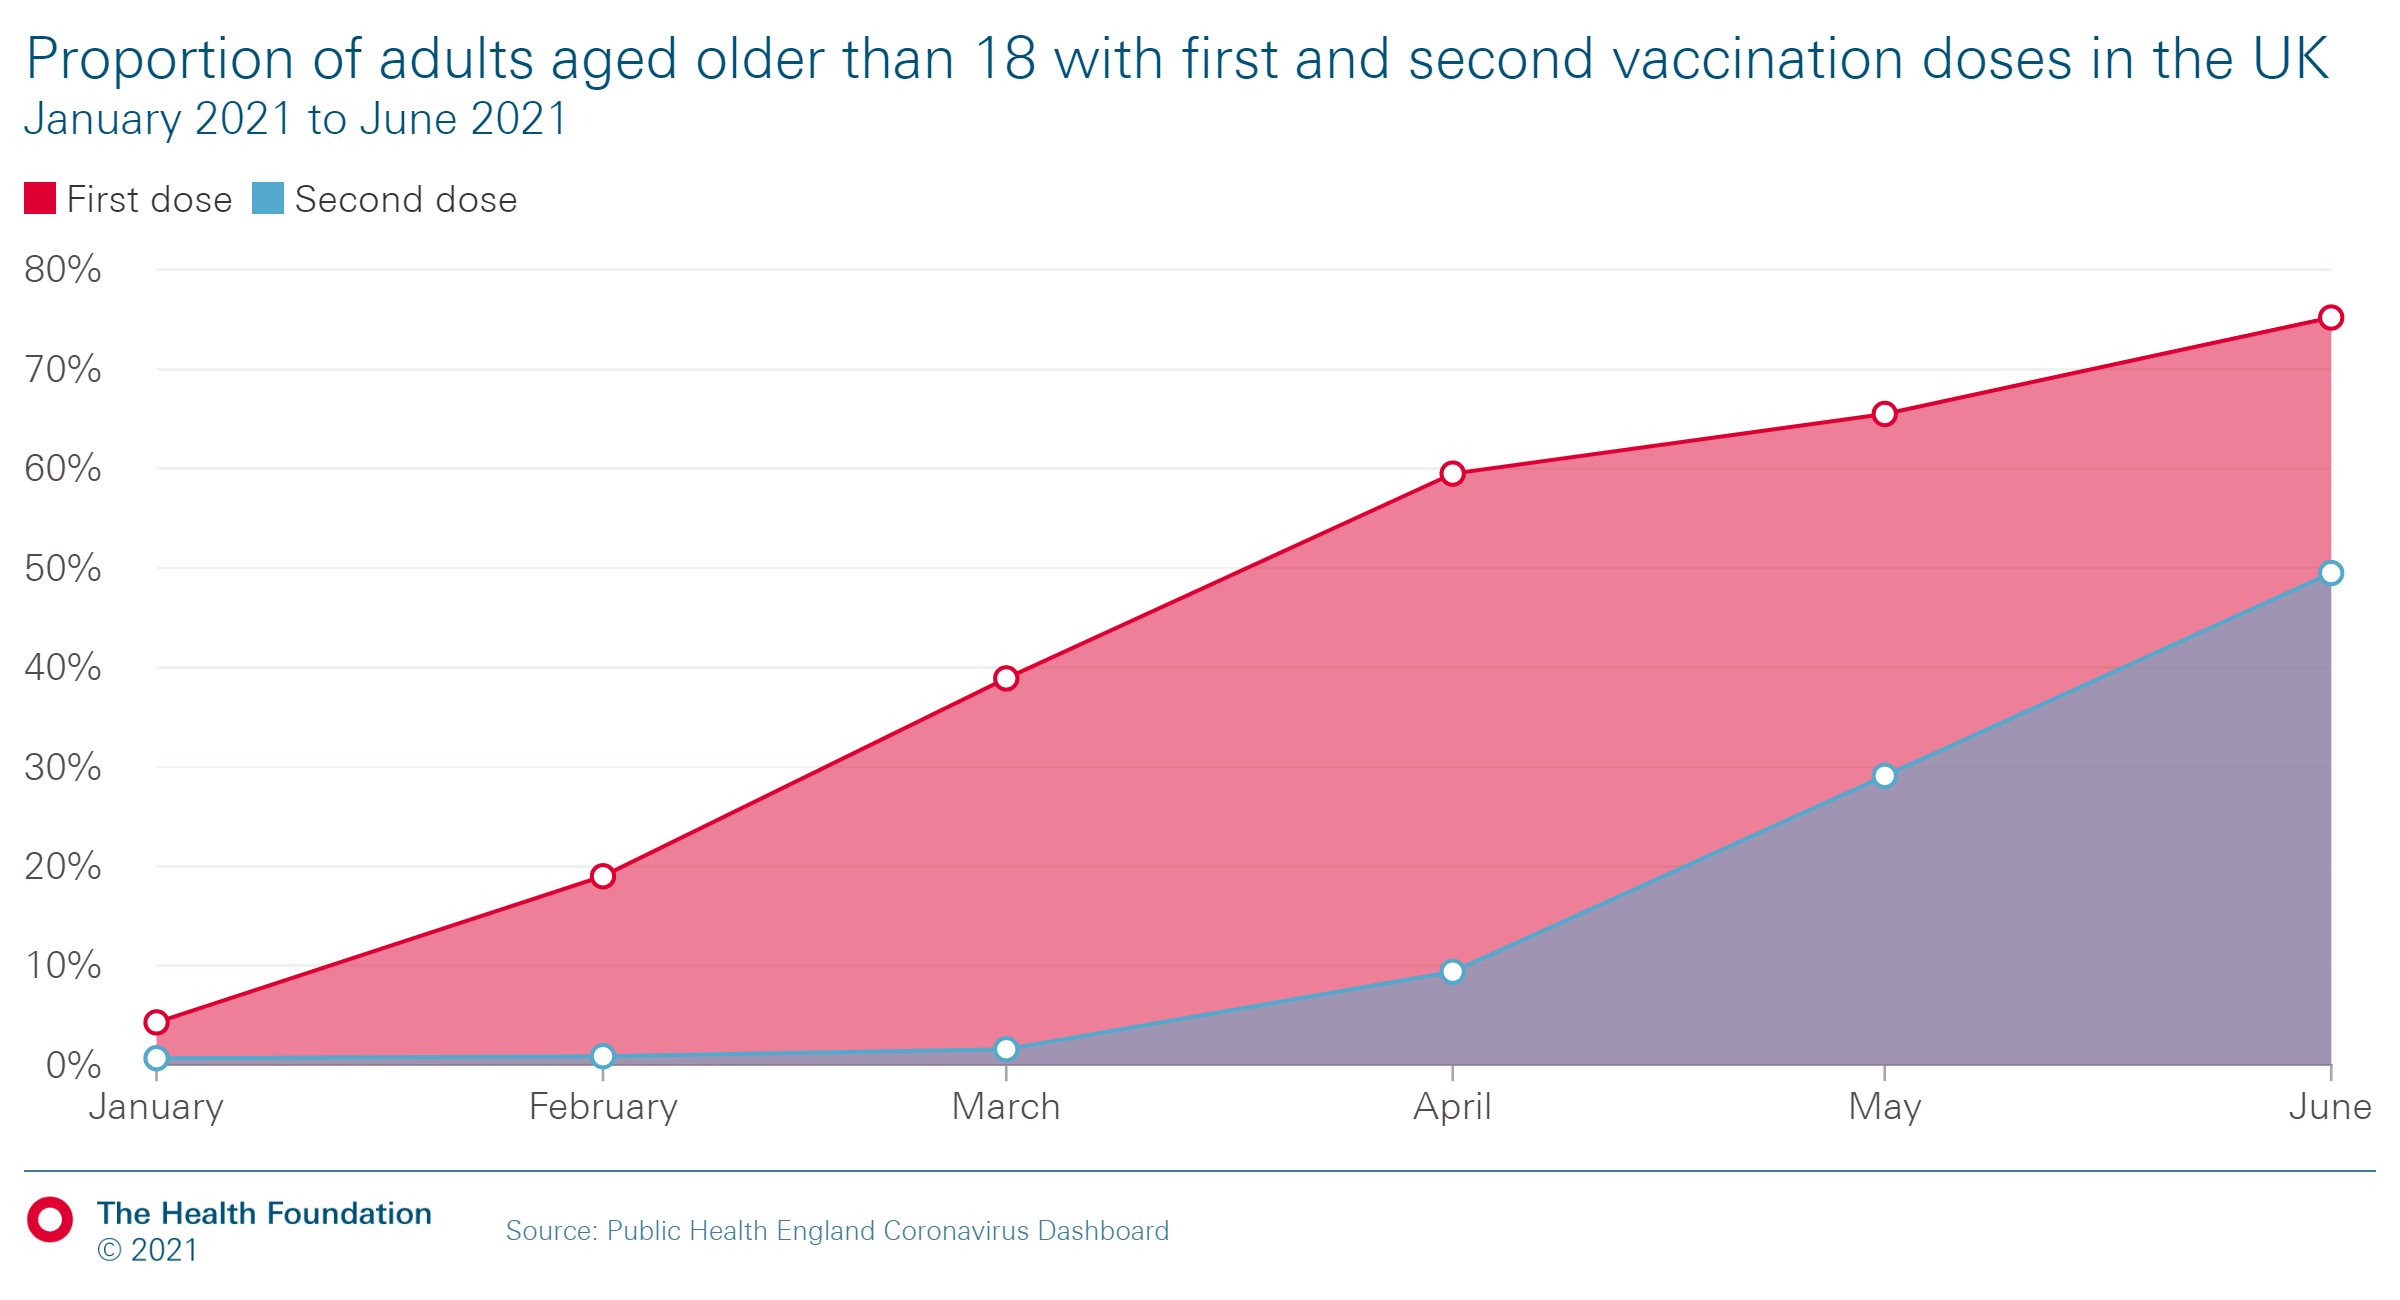 Proportion of adults aged older than 18 with first and second vaccination doses in the UK
January 2021 to June 2021
First dose Second dose
80%
70%
60%
50%
40%
30%
20%
10%
0%
January February March April May June
The Health Foundation
© 2021
Source: Public Health England Coronavirus Dashboard